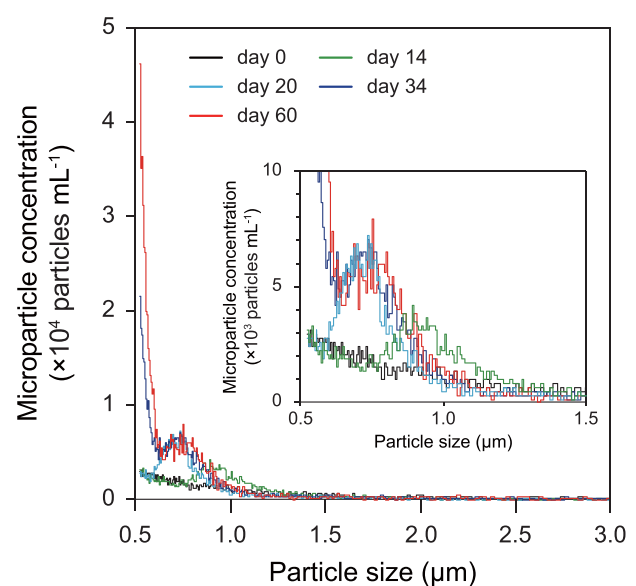 5
4
3
2
1
0
Microparticle concentration
(×10⁴ particles mL⁻¹)
day 0
day 14
day 20
day 34
day 60
10
5
0
Microparticle concentration
(×10³ particles mL⁻¹)
0.5 1.0 1.5
Particle size (μm)
0.5 1.0 1.5 2.0 2.5 3.0
Particle size (μm)